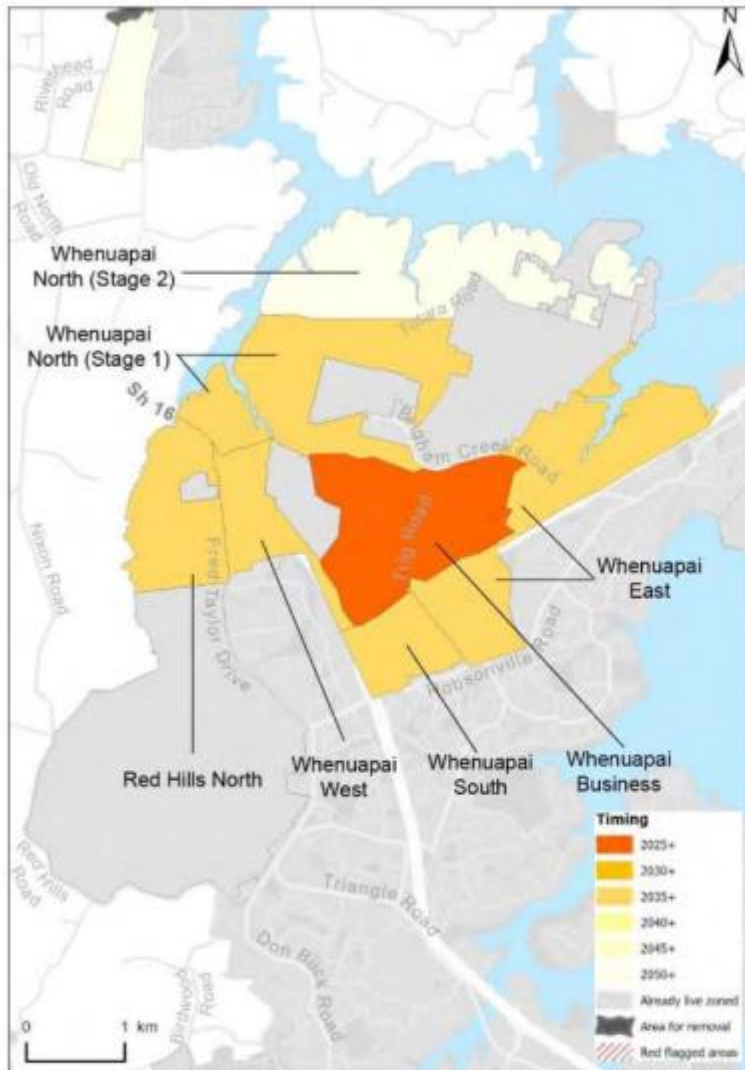 N
Riverhead
Road
Old North
Road
Whenuapai
North (Stage 2)
Totara Road
Whenuapai
North (Stage 1)
Sh 16
Brigham Creek Road
Trig Road
Nixon Road
Fred Taylor Drive
Whenuapai
East
Hobsonville Road
Red Hills North
Whenuapai
West
Whenuapai
South
Whenuapai
Business
Timing
2025+
2030+
2035+
2040+
2045+
2050+
Already live zoned
Area for removal
Red flagged areas
Red Hills
Road
Triangle Road
Don Buck
Road
Birdwood
Road
0 1 km